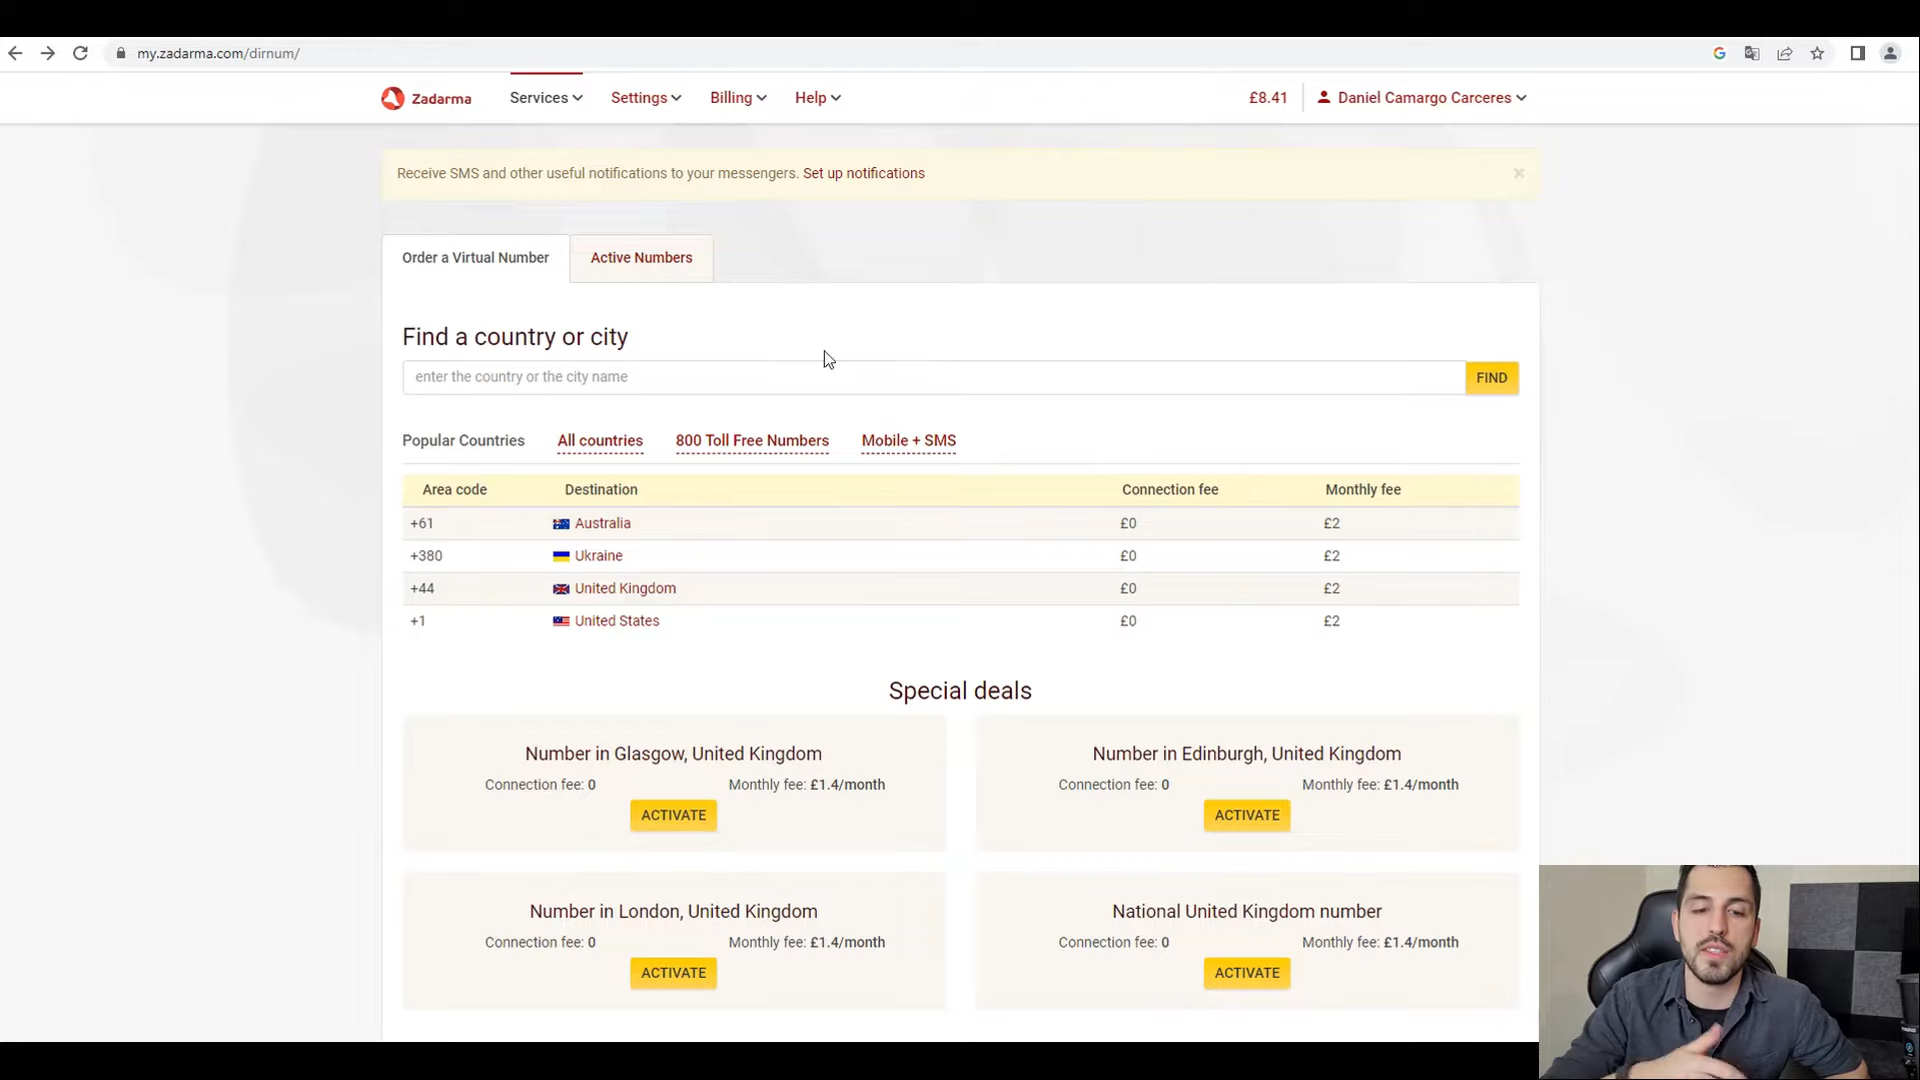 my.zadarma.com/dirnum/
Zadarma Services Settings Billing Help £8.41 Daniel Camargo Carceres
Receive SMS and other useful notifications to your messengers. Set up notifications ×
Order a Virtual Number Active Numbers
Find a country or city
enter the country or the city name FIND
Popular Countries All countries 800 Toll Free Numbers Mobile + SMS
Area code Destination Connection fee Monthly fee
+61 Australia £0 £2
+380 Ukraine £0 £2
+44 United Kingdom £0 £2
+1 United States £0 £2
Special deals
Number in Glasgow, United Kingdom
Connection fee: 0 Monthly fee: £1.4/month
ACTIVATE
Number in Edinburgh, United Kingdom
Connection fee: 0 Monthly fee: £1.4/month
ACTIVATE
Number in London, United Kingdom
Connection fee: 0 Monthly fee: £1.4/month
ACTIVATE
National United Kingdom number
Connection fee: 0 Monthly fee: £1.4/month
ACTIVATE